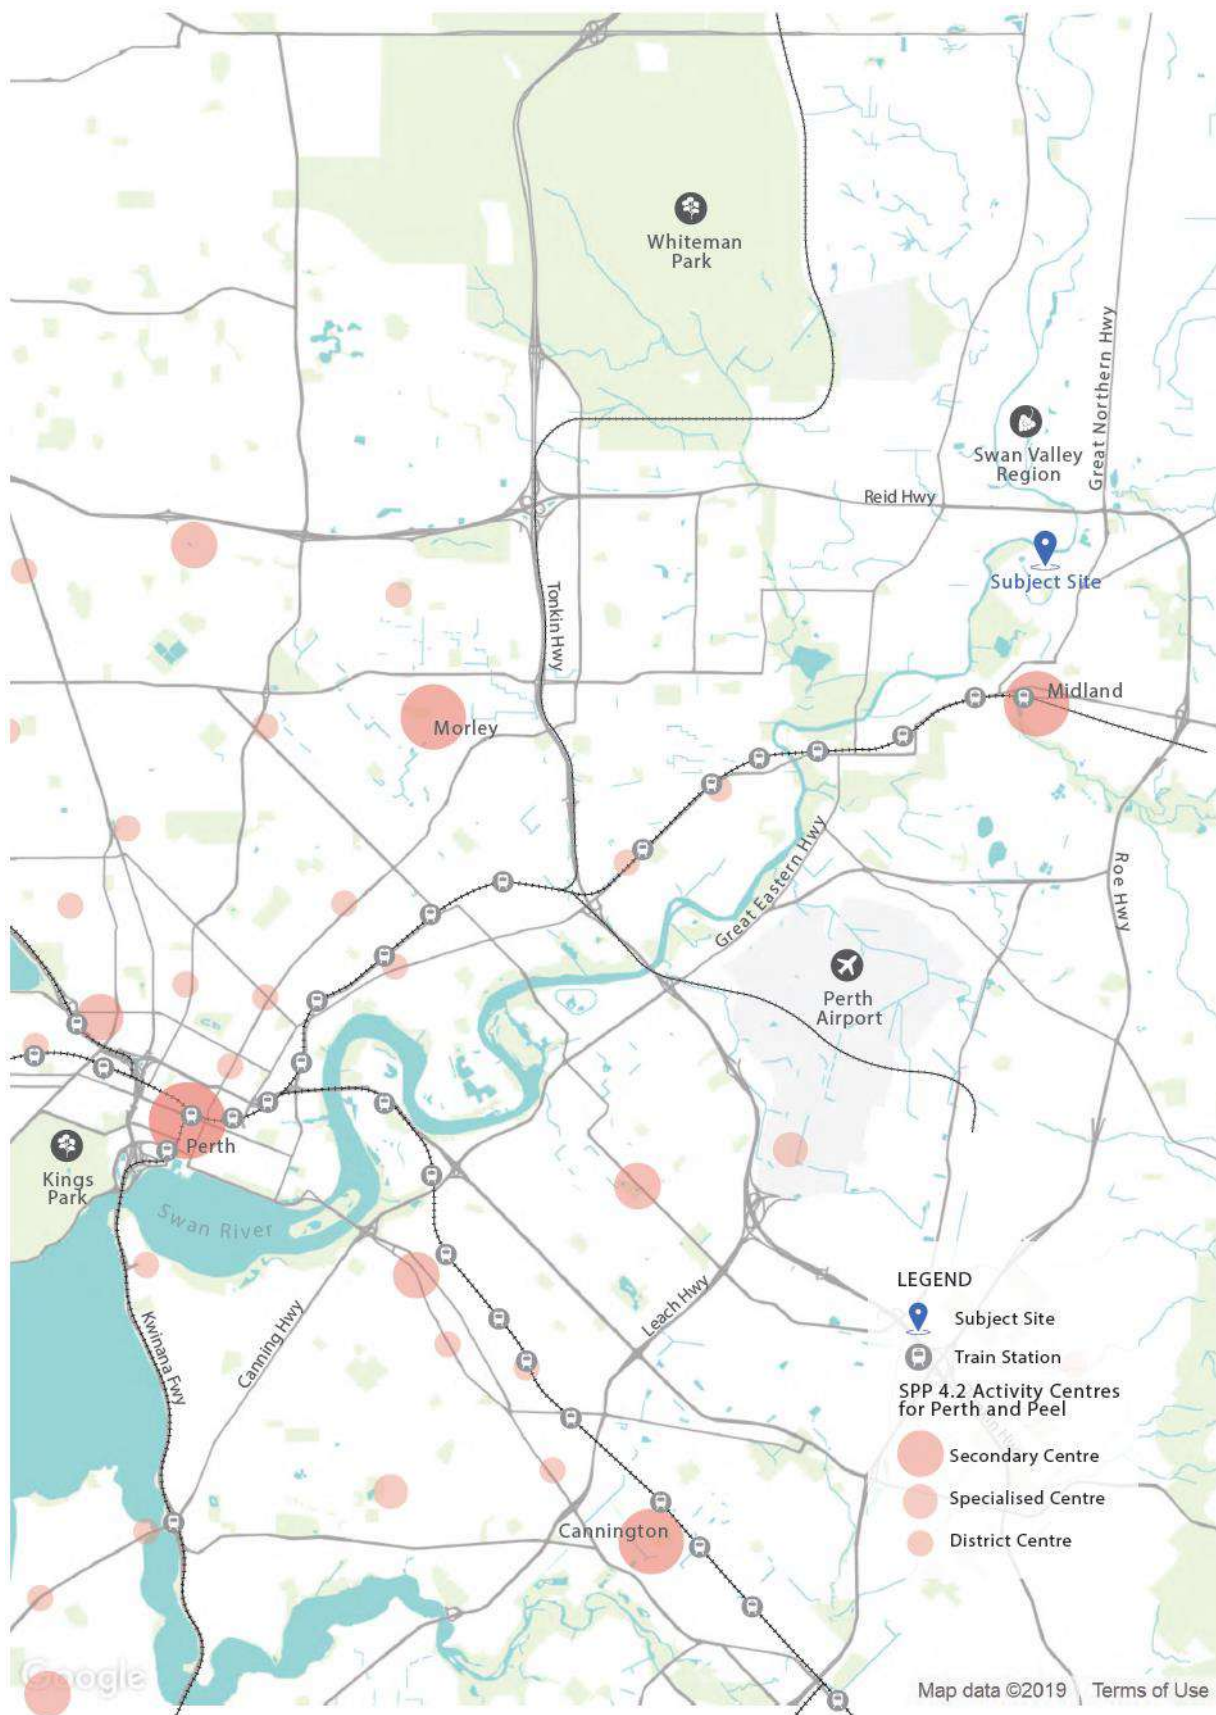 Whiteman
Park
Great Northern Hwy
Swan Valley
Region
Reid Hwy
Subject Site
Tonkin Hwy
Midland
Morley
Great Eastern Hwy
Roe Hwy
Perth
Airport
Perth
Kings
Park
Swan River
Leach Hwy
Canning Hwy
Kwinana Fwy
LEGEND
Subject Site
Train Station
SPP 4.2 Activity Centres
for Perth and Peel
Secondary Centre
Specialised Centre
District Centre
Cannington
Google
Map data ©2019 Terms of Use